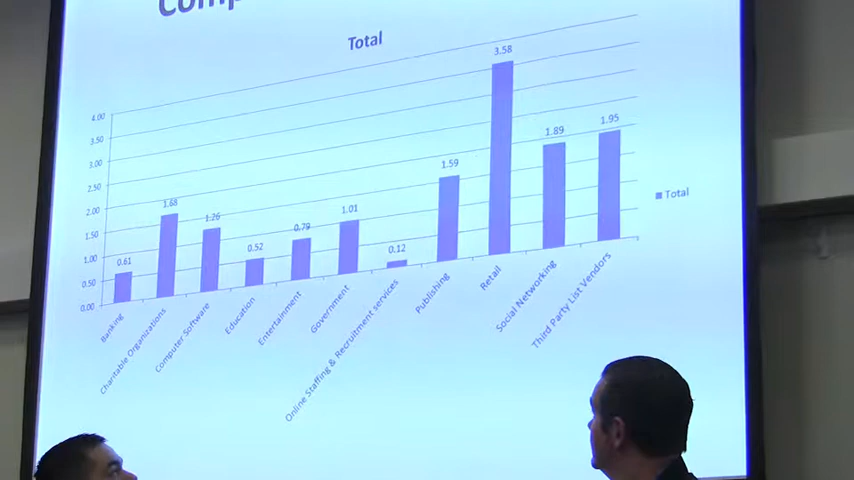 Total
4.00
3.50
3.00
2.50
2.00
1.50
1.00
0.50
0.00
0.61
1.68
1.26
0.52
0.79
1.01
0.12
1.59
3.58
1.89
1.95
Total
Banking
Charitable Organizations
Computer Software
Education
Entertainment
Government
Online Staffing & Recruitment services
Publishing
Retail
Social Networking
Third Party List Vendors